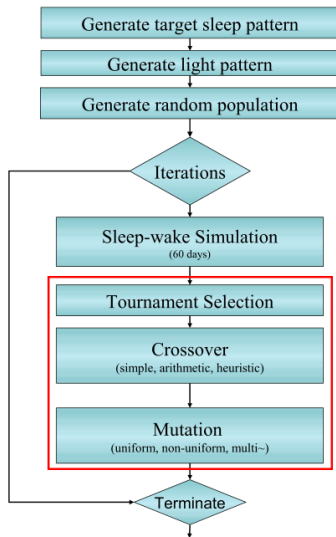 Generate target sleep pattern
Generate light pattern
Generate random population
Iterations
Sleep-wake Simulation
(60 days)
Tournament Selection
Crossover
(simple, arithmetic, heuristic)
Mutation
(uniform, non-uniform, multi~)
Terminate